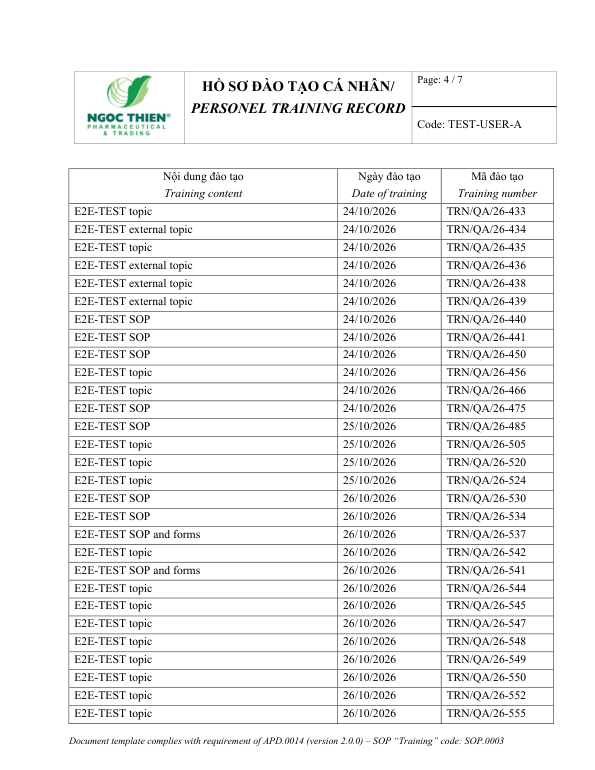 NGOC THIEN
PHARMACEUTICAL
& TRADING
HỒ SƠ ĐÀO TẠO CÁ NHÂN/
PERSONEL TRAINING RECORD
Page: 4 / 7
Code: TEST-USER-A
Nội dung đào tạo Ngày đào tạo Mã đào tạo
Training content Date of training Training number
E2E-TEST topic 24/10/2026 TRN/QA/26-433
E2E-TEST external topic 24/10/2026 TRN/QA/26-434
E2E-TEST topic 24/10/2026 TRN/QA/26-435
E2E-TEST external topic 24/10/2026 TRN/QA/26-436
E2E-TEST external topic 24/10/2026 TRN/QA/26-438
E2E-TEST external topic 24/10/2026 TRN/QA/26-439
E2E-TEST SOP 24/10/2026 TRN/QA/26-440
E2E-TEST SOP 24/10/2026 TRN/QA/26-441
E2E-TEST SOP 24/10/2026 TRN/QA/26-450
E2E-TEST topic 24/10/2026 TRN/QA/26-456
E2E-TEST topic 24/10/2026 TRN/QA/26-466
E2E-TEST SOP 24/10/2026 TRN/QA/26-475
E2E-TEST SOP 25/10/2026 TRN/QA/26-485
E2E-TEST topic 25/10/2026 TRN/QA/26-505
E2E-TEST topic 25/10/2026 TRN/QA/26-520
E2E-TEST topic 25/10/2026 TRN/QA/26-524
E2E-TEST SOP 26/10/2026 TRN/QA/26-530
E2E-TEST SOP 26/10/2026 TRN/QA/26-534
E2E-TEST SOP and forms 26/10/2026 TRN/QA/26-537
E2E-TEST topic 26/10/2026 TRN/QA/26-542
E2E-TEST SOP and forms 26/10/2026 TRN/QA/26-541
E2E-TEST topic 26/10/2026 TRN/QA/26-544
E2E-TEST topic 26/10/2026 TRN/QA/26-545
E2E-TEST topic 26/10/2026 TRN/QA/26-547
E2E-TEST topic 26/10/2026 TRN/QA/26-548
E2E-TEST topic 26/10/2026 TRN/QA/26-549
E2E-TEST topic 26/10/2026 TRN/QA/26-550
E2E-TEST topic 26/10/2026 TRN/QA/26-552
E2E-TEST topic 26/10/2026 TRN/QA/26-555
Document template complies with requirement of APD.0014 (version 2.0.0) – SOP “Training” code: SOP.0003